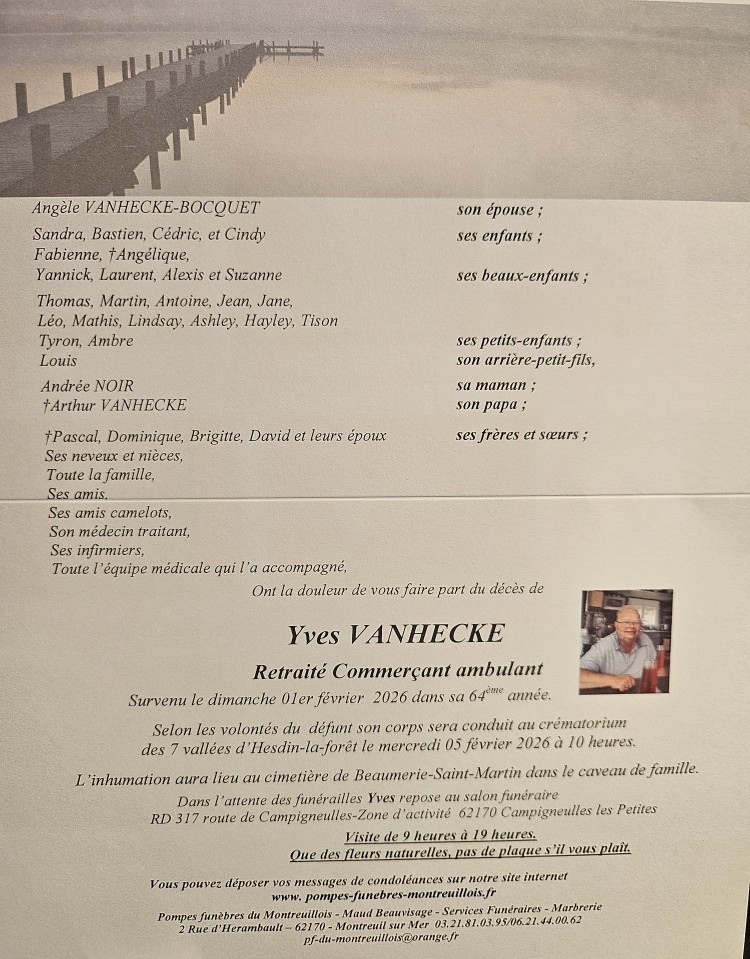 Angèle VANHECKE-BOCQUET son épouse ;
Sandra, Bastien, Cédric, et Cindy ses enfants ;
Fabienne, †Angélique,
Yannick, Laurent, Alexis et Suzanne ses beaux-enfants ;
Thomas, Martin, Antoine, Jean, Jane,
Léo, Mathis, Lindsay, Ashley, Hayley, Tison
Tyron, Ambre ses petits-enfants ;
Louis son arrière-petit-fils,
Andrée NOIR sa maman ;
†Arthur VANHECKE son papa ;
†Pascal, Dominique, Brigitte, David et leurs époux ses frères et sœurs ;
Ses neveux et nièces,
Toute la famille,
Ses amis.
Ses amis camelots,
Son médecin traitant,
Ses infirmiers,
Toute l'équipe médicale qui l'a accompagné,
Ont la douleur de vous faire part du décès de
Yves VANHECKE
Retraité Commerçant ambulant
Survenu le dimanche 01er février 2026 dans sa 64ème année.
Selon les volontés du défunt son corps sera conduit au crématorium
des 7 vallées d'Hesdin-la-forêt le mercredi 05 février 2026 à 10 heures.
L'inhumation aura lieu au cimetière de Beaumerie-Saint-Martin dans le caveau de famille.
Dans l'attente des funérailles Yves repose au salon funéraire
RD 317 route de Campigneulles-Zone d'activité 62170 Campigneulles les Petites
Visite de 9 heures à 19 heures.
Que des fleurs naturelles, pas de plaque s'il vous plaît.
Vous pouvez déposer vos messages de condoléances sur notre site internet
www. pompes-funebres-montreuillois.fr
Pompes funèbres du Montreuillois - Maud Beauvisage - Services Funéraires - Marbrerie
2 Rue d'Herambault – 62170 - Montreuil sur Mer 03.21.81.03.95/06.21.44.00.62
pf-du-montreuillois@orange.fr